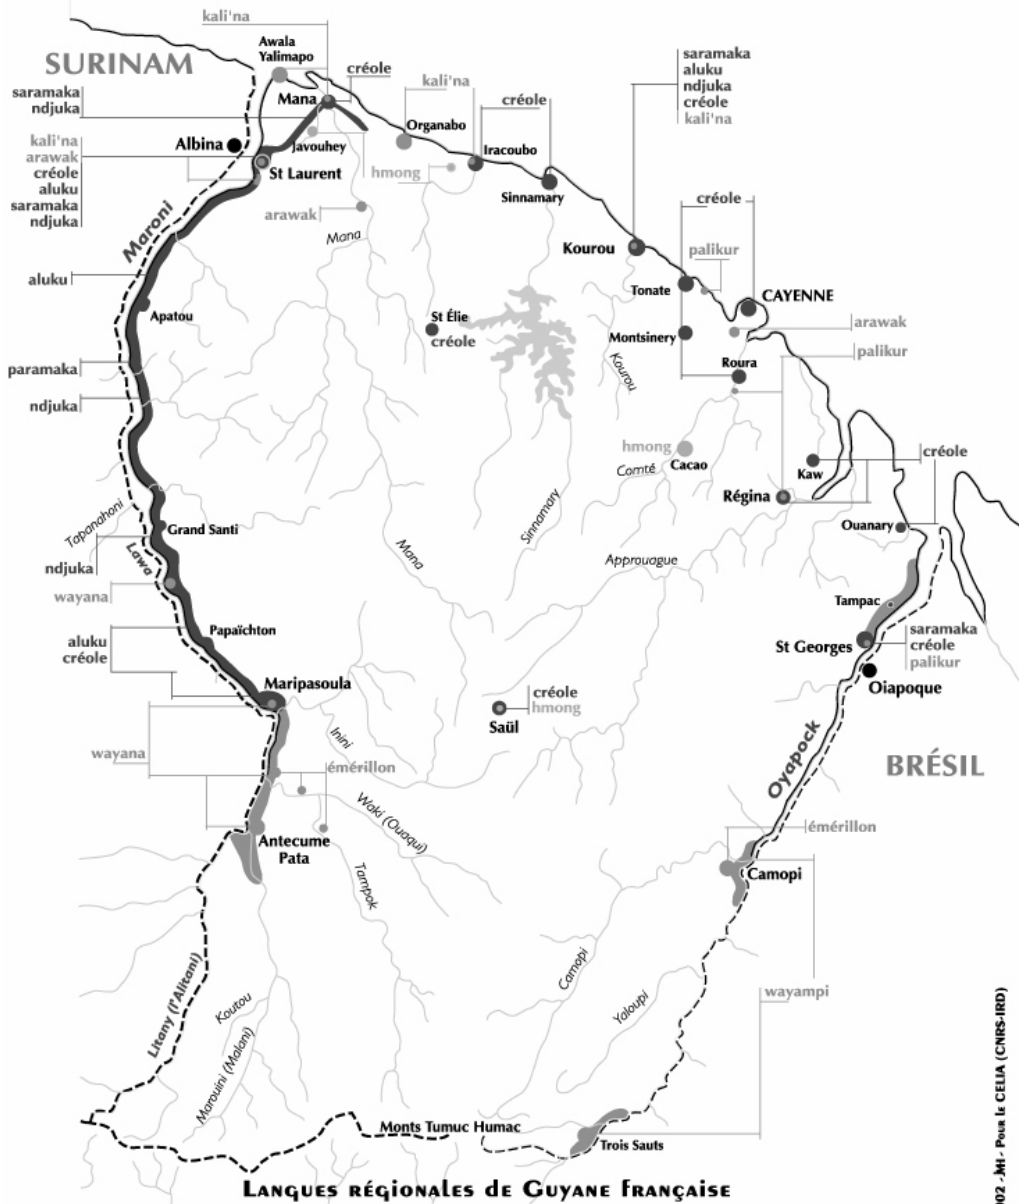 kali'na
SURINAM
Awala
Yalimapo
créole
saramaka
ndjuka
Mana
kali'na
créole
saramaka
aluku
ndjuka
créole
kali'na
kali'na
arawak
créole
aluku
saramaka
ndjuka
Albina
Javouhey
St Laurent
Organabo
Iracoubo
hmong
Sinnamary
arawak
Maroni
Mana
créole
Kourou
palikur
aluku
Apatou
St Élie
créole
Tonate
CAYENNE
Montsinery
arawak
Kourou
Roura
palikur
paramaka
ndjuka
hmong
Cacao
Comté
Kaw
créole
Régina
Tapanahoni
Grand Santi
Sinnamary
Ouanary
Lawa
ndjuka
Mana
Approuague
wayana
Tampac
aluku
créole
Papaïchton
St Georges
saramaka
créole
palikur
Maripasoula
Oiapoque
créole
hmong
Saül
Inini
wayana
émérillon
Oyapock
BRÉSIL
Waki (Ouaqui)
émérillon
Antecume
Pata
Tampok
Camopi
Camopi
Litany (l'Alitani)
Koutou
Yaloupi
wayampi
Marouini (Malani)
Monts Tumuc Humac
Trois Sauts
Langues régionales de Guyane française
002 - JMH - Pour le CELIA (CNRS-IRD)